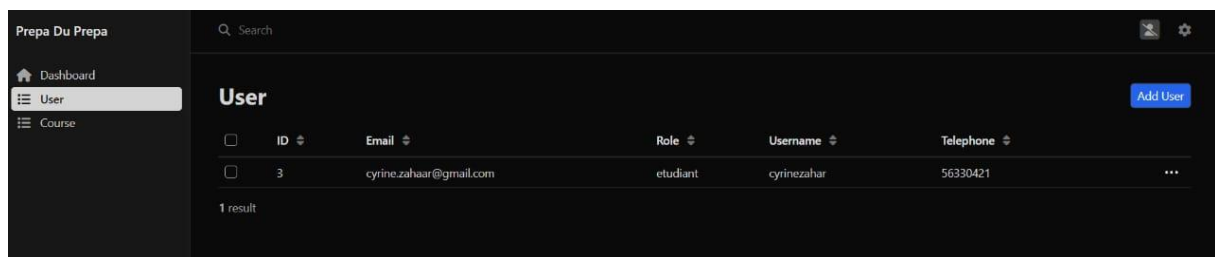 Prepa Du Prepa
Search
Dashboard
User
Course
User
Add User
ID Email Role Username Telephone
3 cyrine.zahaar@gmail.com etudiant cyrinezahar 56330421
1 result